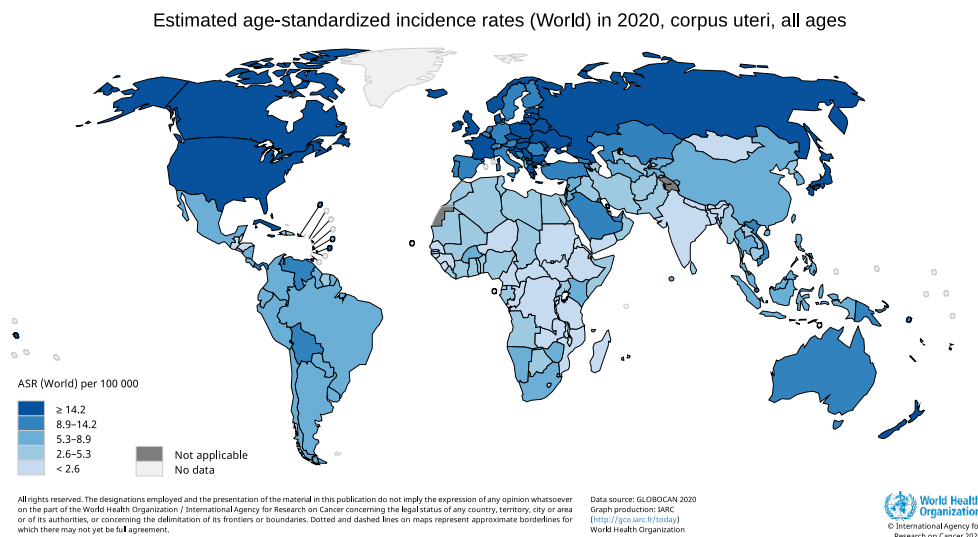 Estimated age-standardized incidence rates (World) in 2020, corpus uteri, all ages
ASR (World) per 100 000
≥ 14.2
8.9–14.2
5.3–8.9
2.6–5.3
< 2.6
Not applicable
No data
All rights reserved. The designations employed and the presentation of the material in this publication do not imply the expression of any opinion whatsoever
on the part of the World Health Organization / International Agency for Research on Cancer concerning the legal status of any country, territory, city or area
or of its authorities, or concerning the delimitation of its frontiers or boundaries. Dotted and dashed lines on maps represent approximate borderlines for
which there may not yet be full agreement.
Data source: GLOBOCAN 2020
Graph production: IARC
(http://gco.iarc.fr/today)
World Health Organization
World Health
Organization
© International Agency for
Research on Cancer 202